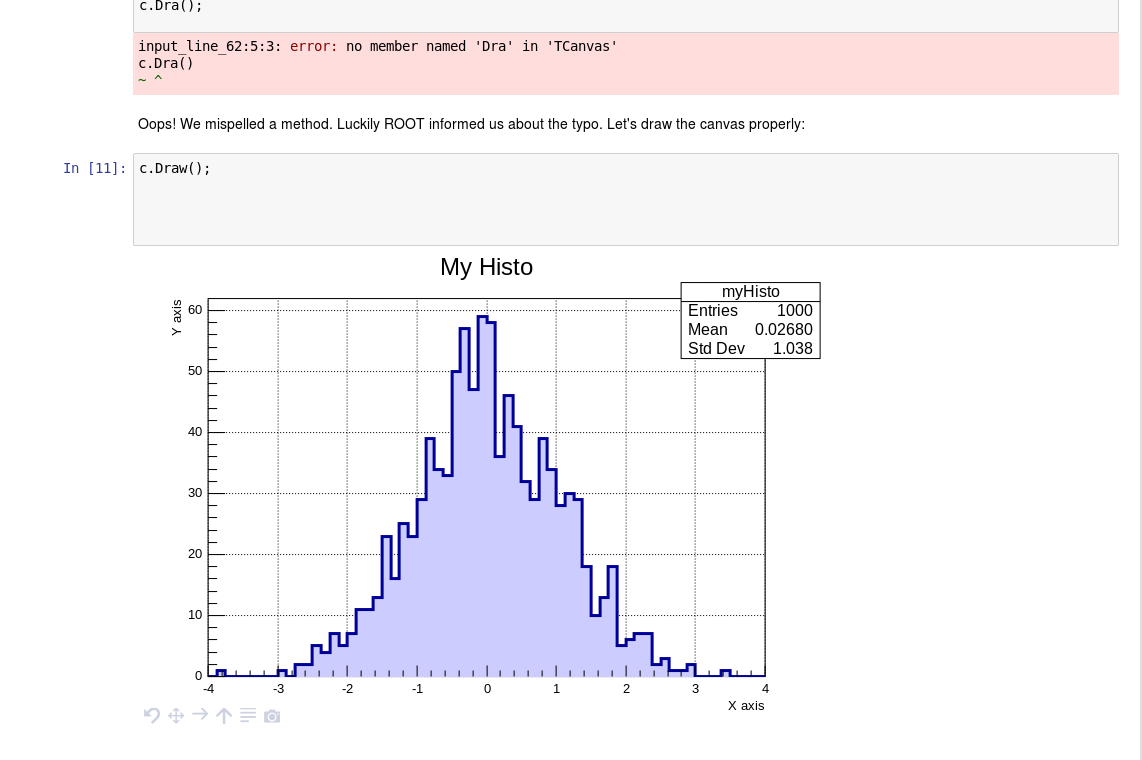 c.Dra();
input_line_62:5:3: error: no member named 'Dra' in 'TCanvas'
c.Dra()
~ ^
Oops! We mispelled a method. Luckily ROOT informed us about the typo. Let's draw the canvas properly:
In [11]: c.Draw();
My Histo
myHisto
Entries 1000
Mean 0.02680
Std Dev 1.038
Y axis
60
50
40
30
20
10
0
-4 -3 -2 -1 0 1 2 3 4
X axis